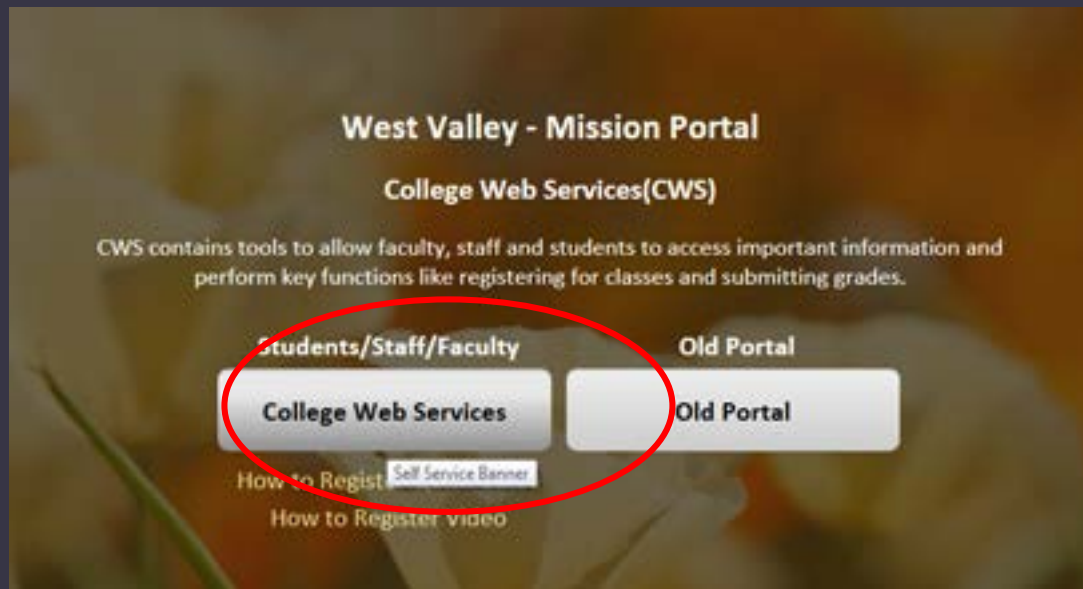 West Valley - Mission Portal
College Web Services(CWS)
CWS contains tools to allow faculty, staff and students to access important information and
perform key functions like registering for classes and submitting grades.
Students/Staff/Faculty
Old Portal
College Web Services
Old Portal
How to Regist
Self Service Banner
How to Register Video